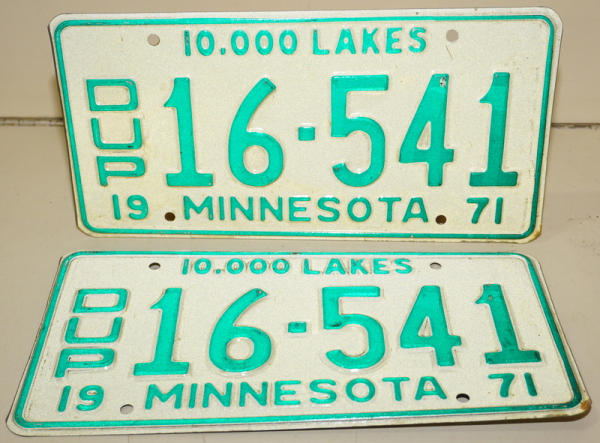 10.000 LAKES
DUP 16-541
19 MINNESOTA 71
10.000 LAKES
DUP 16-541
19 MINNESOTA 71